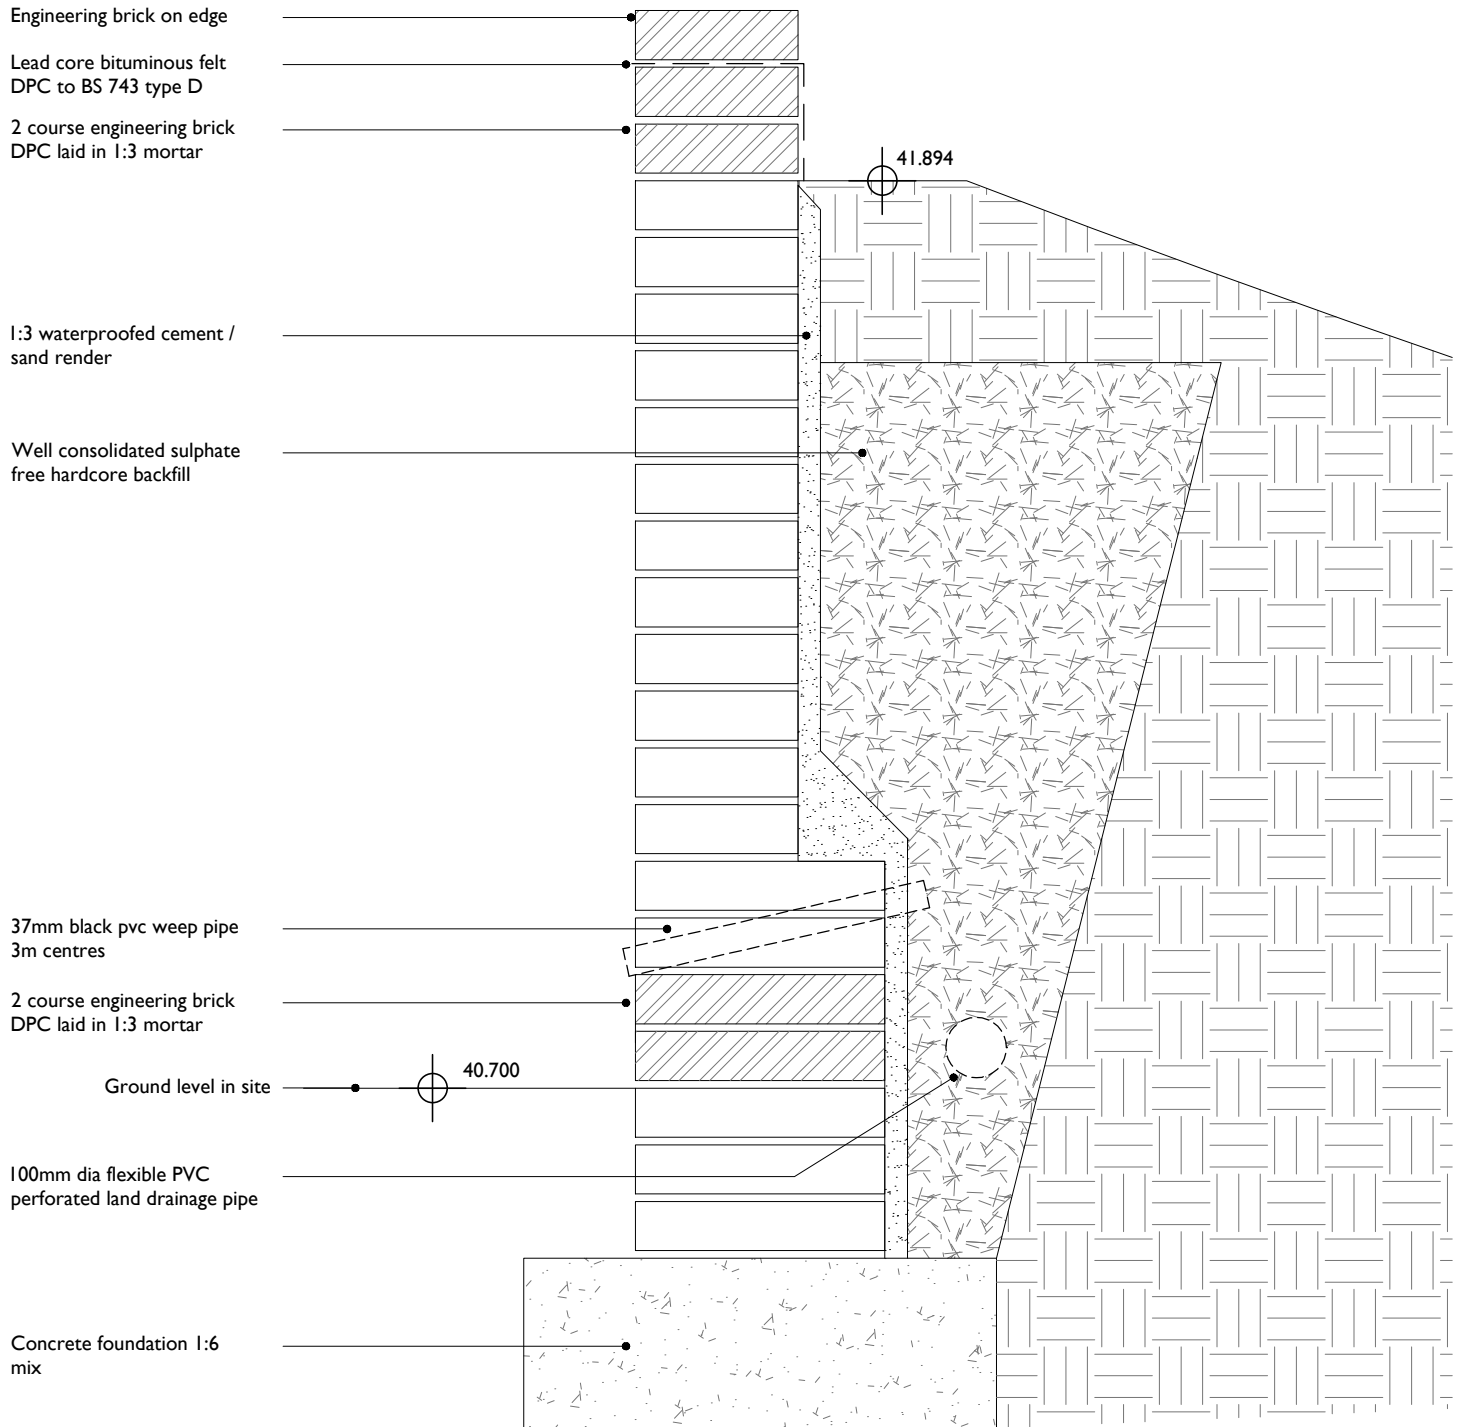 Engineering brick on edge
Lead core bituminous felt
DPC to BS 743 type D
2 course engineering brick
DPC laid in 1:3 mortar
41.894
1:3 waterproofed cement /
sand render
Well consolidated sulphate
free hardcore backfill
37mm black pvc weep pipe
3m centres
2 course engineering brick
DPC laid in 1:3 mortar
40.700
Ground level in site
100mm dia flexible PVC
perforated land drainage pipe
Concrete foundation 1:6
mix